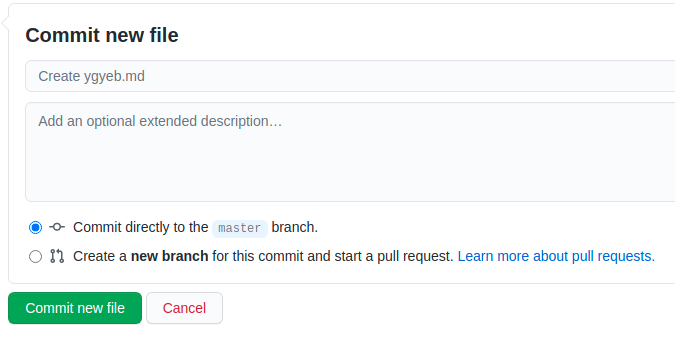 Commit new file
Create ygyeb.md
Add an optional extended description…
Commit directly to the master branch.
Create a new branch for this commit and start a pull request. Learn more about pull requests.
Commit new file Cancel